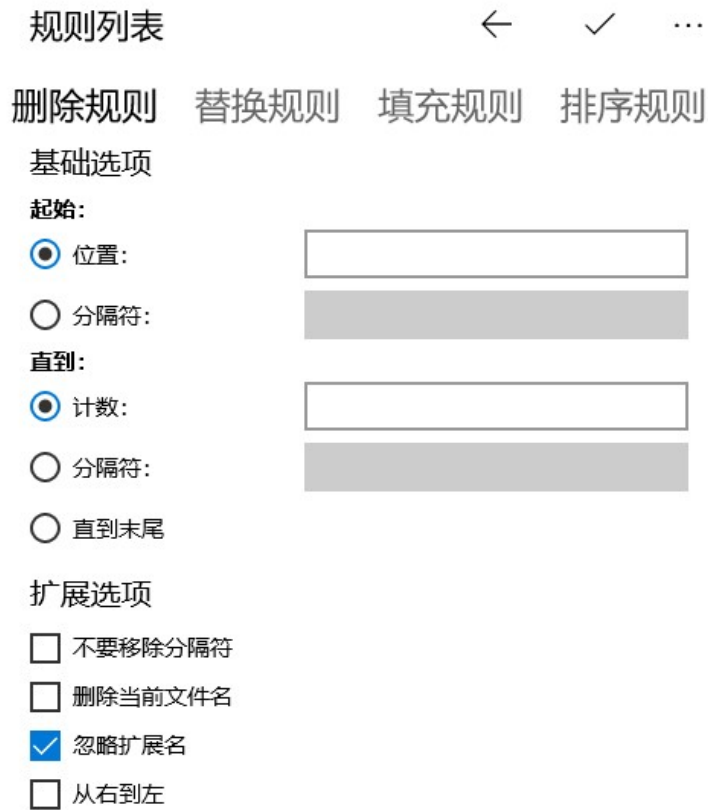 规则列表
删除规则 替换规则 填充规则 排序规则
基础选项
起始:
位置:
分隔符:
直到:
计数:
分隔符:
直到末尾
扩展选项
不要移除分隔符
删除当前文件名
忽略扩展名
从右到左